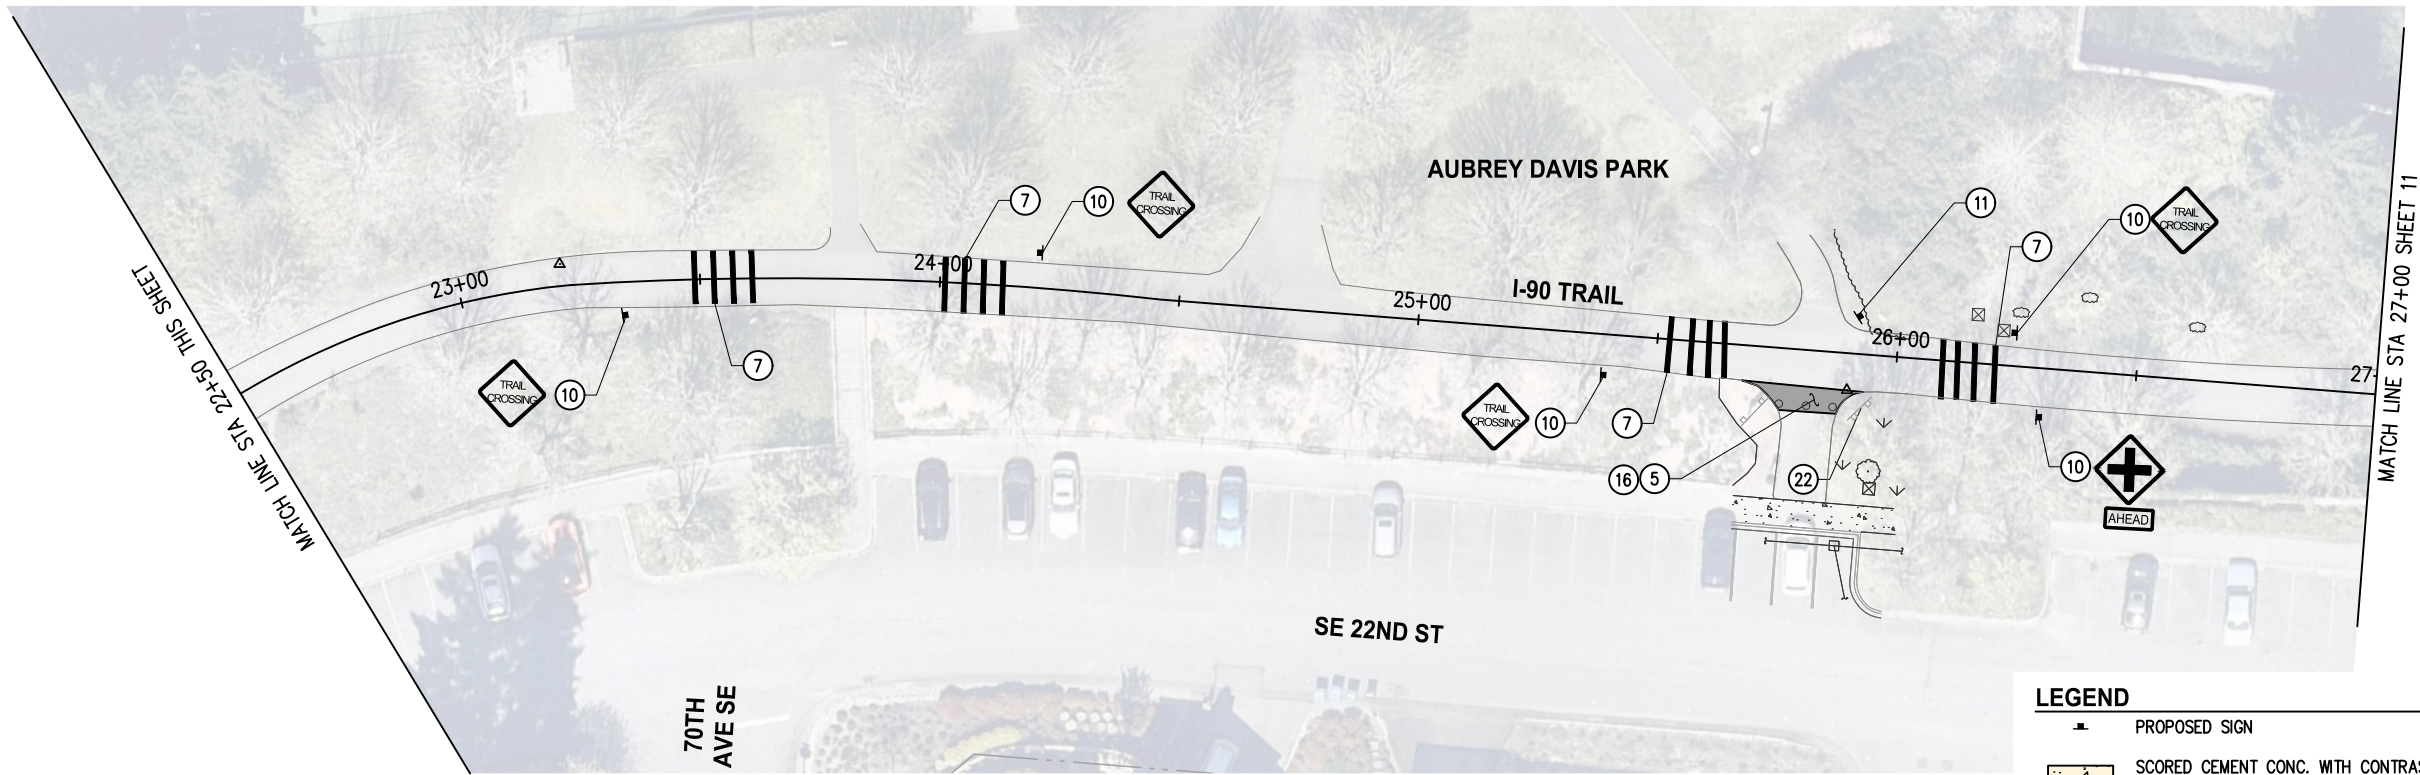 AUBREY DAVIS PARK
7
10
TRAIL
CROSSING
11
10
TRAIL
CROSSING
7
23+00
24+00
25+00
I-90 TRAIL
26+00
27
MATCH LINE STA 22+50 THIS SHEET
MATCH LINE STA 27+00 SHEET 11
TRAIL
CROSSING
10
7
TRAIL
CROSSING
10
7
16
5
22
10
AHEAD
SE 22ND ST
70TH
AVE SE
LEGEND
PROPOSED SIGN
SCORED CEMENT CONC. WITH CONTRAS